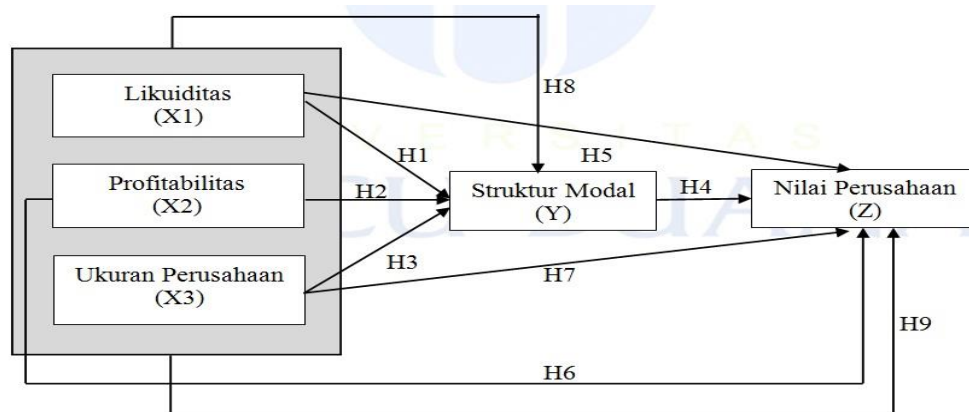 H8
Likuiditas
(X1)
VERSITAS
H1
H5
Profitabilitas
(X2)
H2
Struktur Modal
(Y)
H4
Nilai Perusahaan
(Z)
H3
Ukuran Perusahaan
(X3)
H7
H9
H6